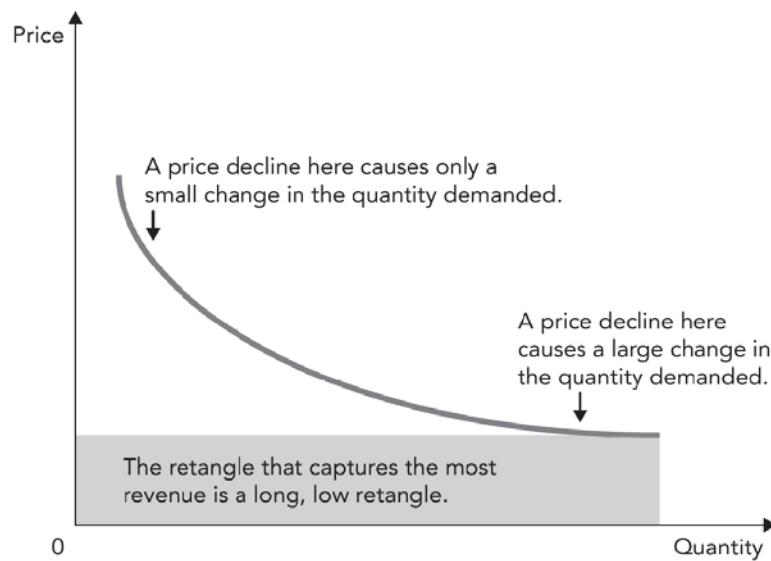 Price
A price decline here causes only a
small change in the quantity demanded.
A price decline here
causes a large change in
the quantity demanded.
The retangle that captures the most
revenue is a long, low retangle.
0
Quantity